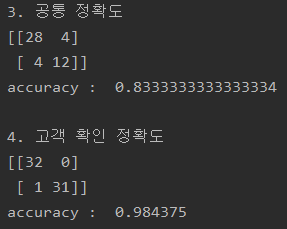 3. 공통 정확도
[[28  4]
 [ 4 12]]
accuracy :  0.8333333333333334
4. 고객 확인 정확도
[[32  0]
 [ 1 31]]
accuracy :  0.984375